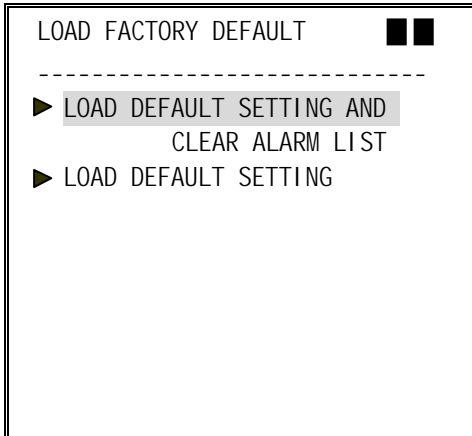 LOAD FACTORY DEFAULT
----------------------------
LOAD DEFAULT SETTING AND
CLEAR ALARM LIST
LOAD DEFAULT SETTING